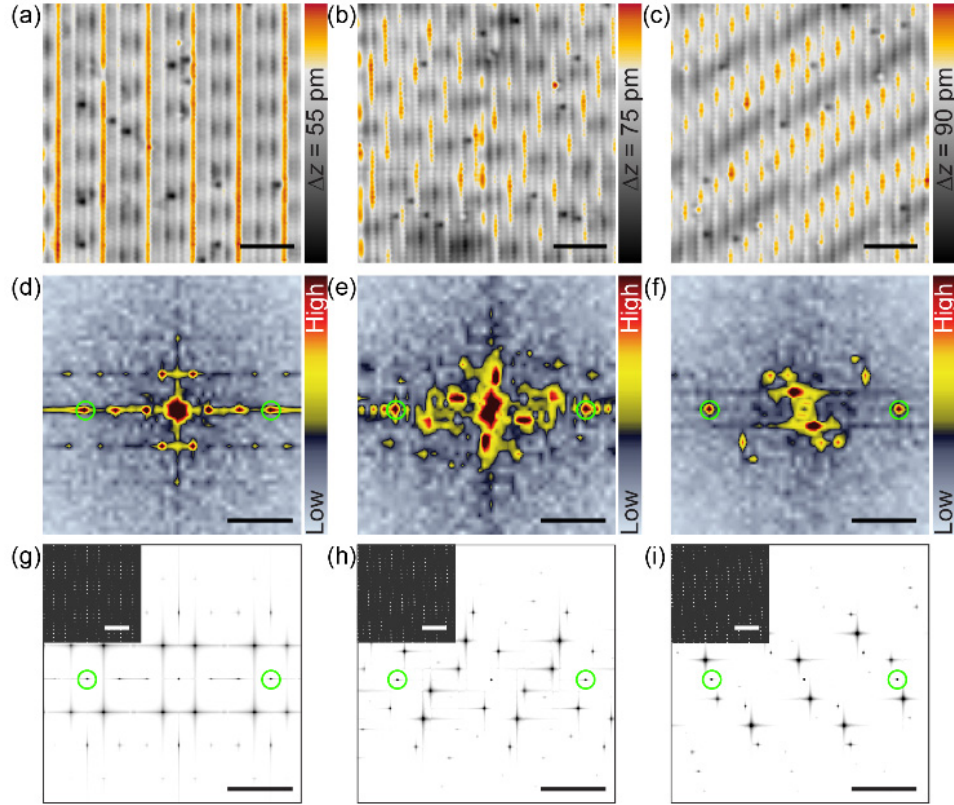 (a)
Δz = 55 pm
(b)
Δz = 75 pm
(c)
Δz = 90 pm
(d)
High
Low
(e)
High
Low
(f)
High
Low
(g)
(h)
(i)